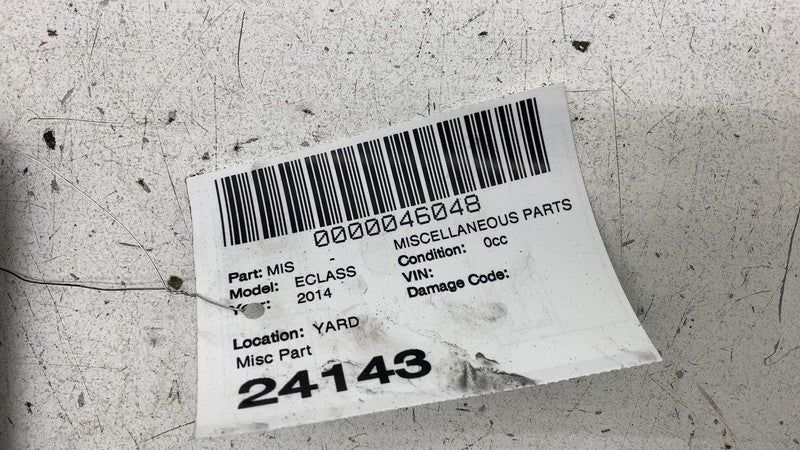 0000046048
Part: MIS - MISCELLANEOUS PARTS
Model: ECLASS Condition: 0cc
2014 VIN:
Damage Code:
Location: YARD
Misc Part
24143